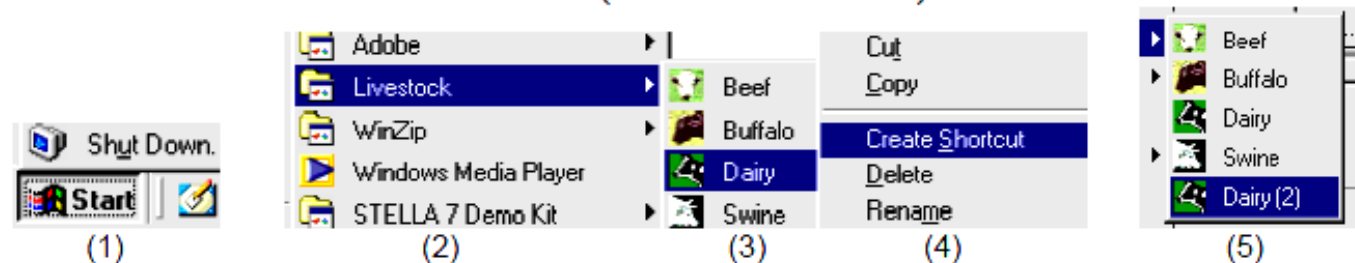 Shut Down.
Start
(1)
Adobe
Livestock
WinZip
Windows Media Player
STELLA 7 Demo Kit
(2)
Beef
Buffalo
Dairy
Swine
(3)
Cut
Copy
Create Shortcut
Delete
Rename
(4)
Beef
Buffalo
Dairy
Swine
Dairy (2)
(5)